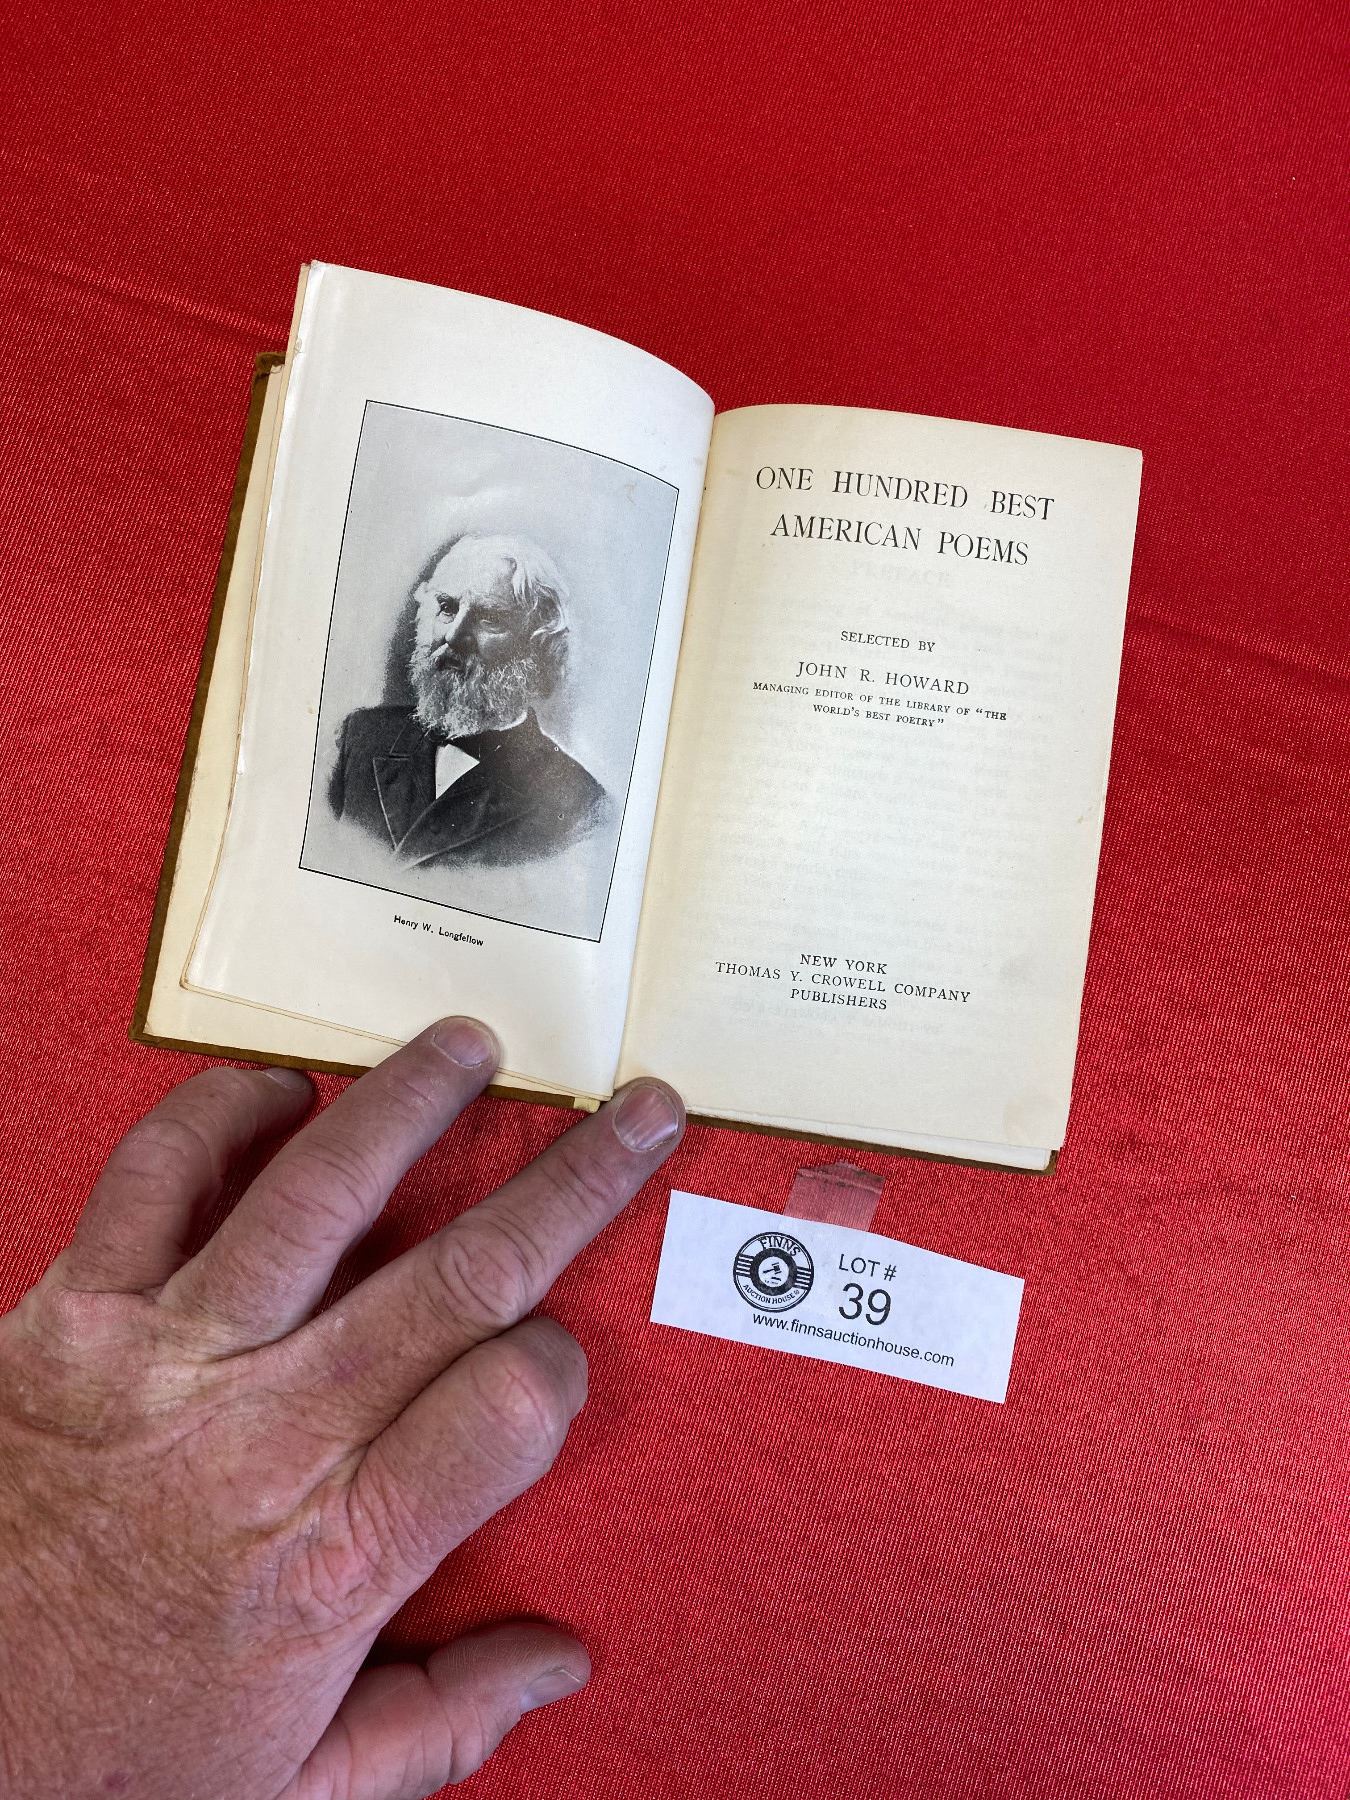 Henry W. Longfellow
ONE HUNDRED BEST
AMERICAN POEMS
SELECTED BY
JOHN R. HOWARD
MANAGING EDITOR OF THE LIBRARY OF "THE
WORLD'S BEST POETRY"
NEW YORK
THOMAS Y. CROWELL COMPANY
PUBLISHERS
FINNS
AUCTION HOUSE
LOT #
39
www.finnsauctionhouse.com